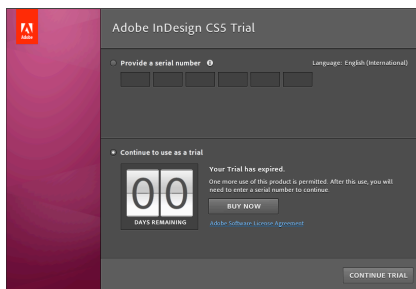 Adobe
Adobe InDesign CS5 Trial
Provide a serial number
Language: English (International)
Continue to use as a trial
00
DAYS REMAINING
Your Trial has expired.
One more use of this product is permitted. After this use, you will
need to enter a serial number to continue.
BUY NOW
Adobe Software License Agreement
CONTINUE TRIAL